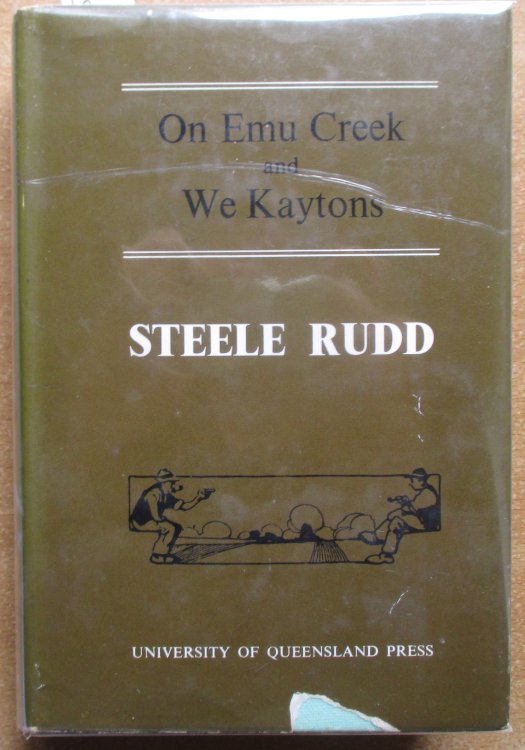 On Emu Creek
and
We Kaytons
STEELE RUDD
UNIVERSITY OF QUEENSLAND PRESS